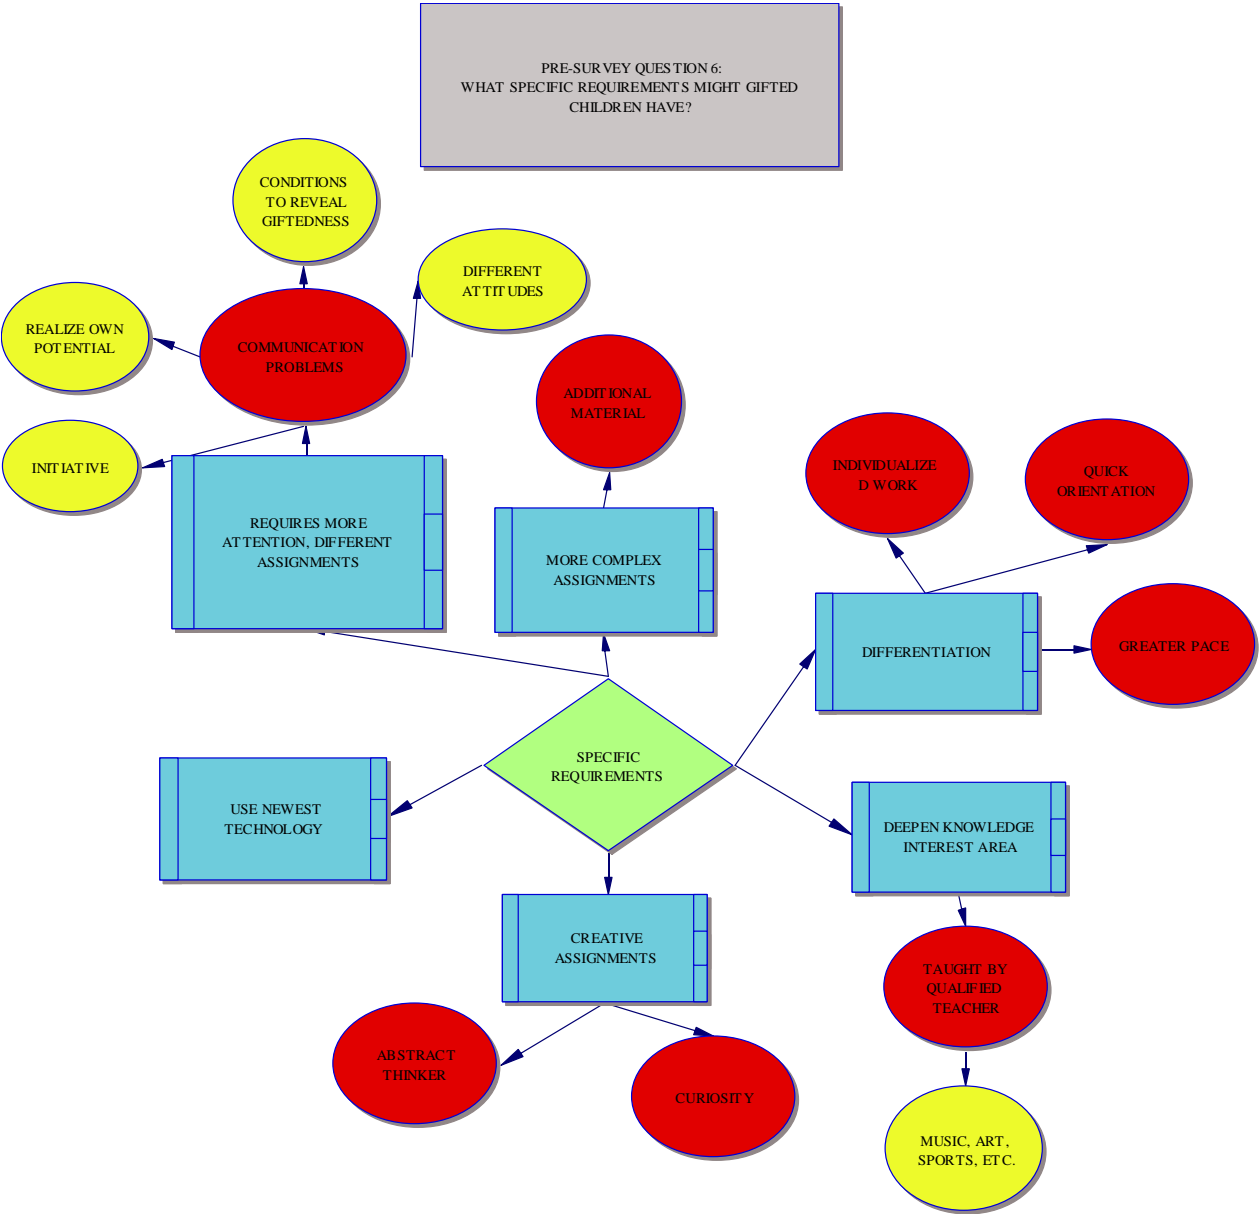 PRE-SURVEY QUESTION 6:
WHAT SPECIFIC REQUIREMENTS MIGHT GIFTED
CHILDREN HAVE?
CONDITIONS
TO REVEAL
GIFTEDNESS
DIFFERENT
ATTITUDES
REALIZE OWN
POTENTIAL
COMMUNICATION
PROBLEMS
ADDITIONAL
MATERIAL
INITIATIVE
INDIVIDUALIZE
D WORK
QUICK
ORIENTATION
REQUIRES MORE
ATTENTION, DIFFERENT
ASSIGNMENTS
MORE COMPLEX
ASSIGNMENTS
DIFFERENTIATION
GREATER PACE
SPECIFIC
REQUIREMENTS
USE NEWEST
TECHNOLOGY
DEEPEN KNOWLEDGE
INTEREST AREA
CREATIVE
ASSIGNMENTS
TAUGHT BY
QUALIFIED
TEACHER
ABSTRACT
THINKER
CURIOSITY
MUSIC, ART,
SPORTS, ETC.